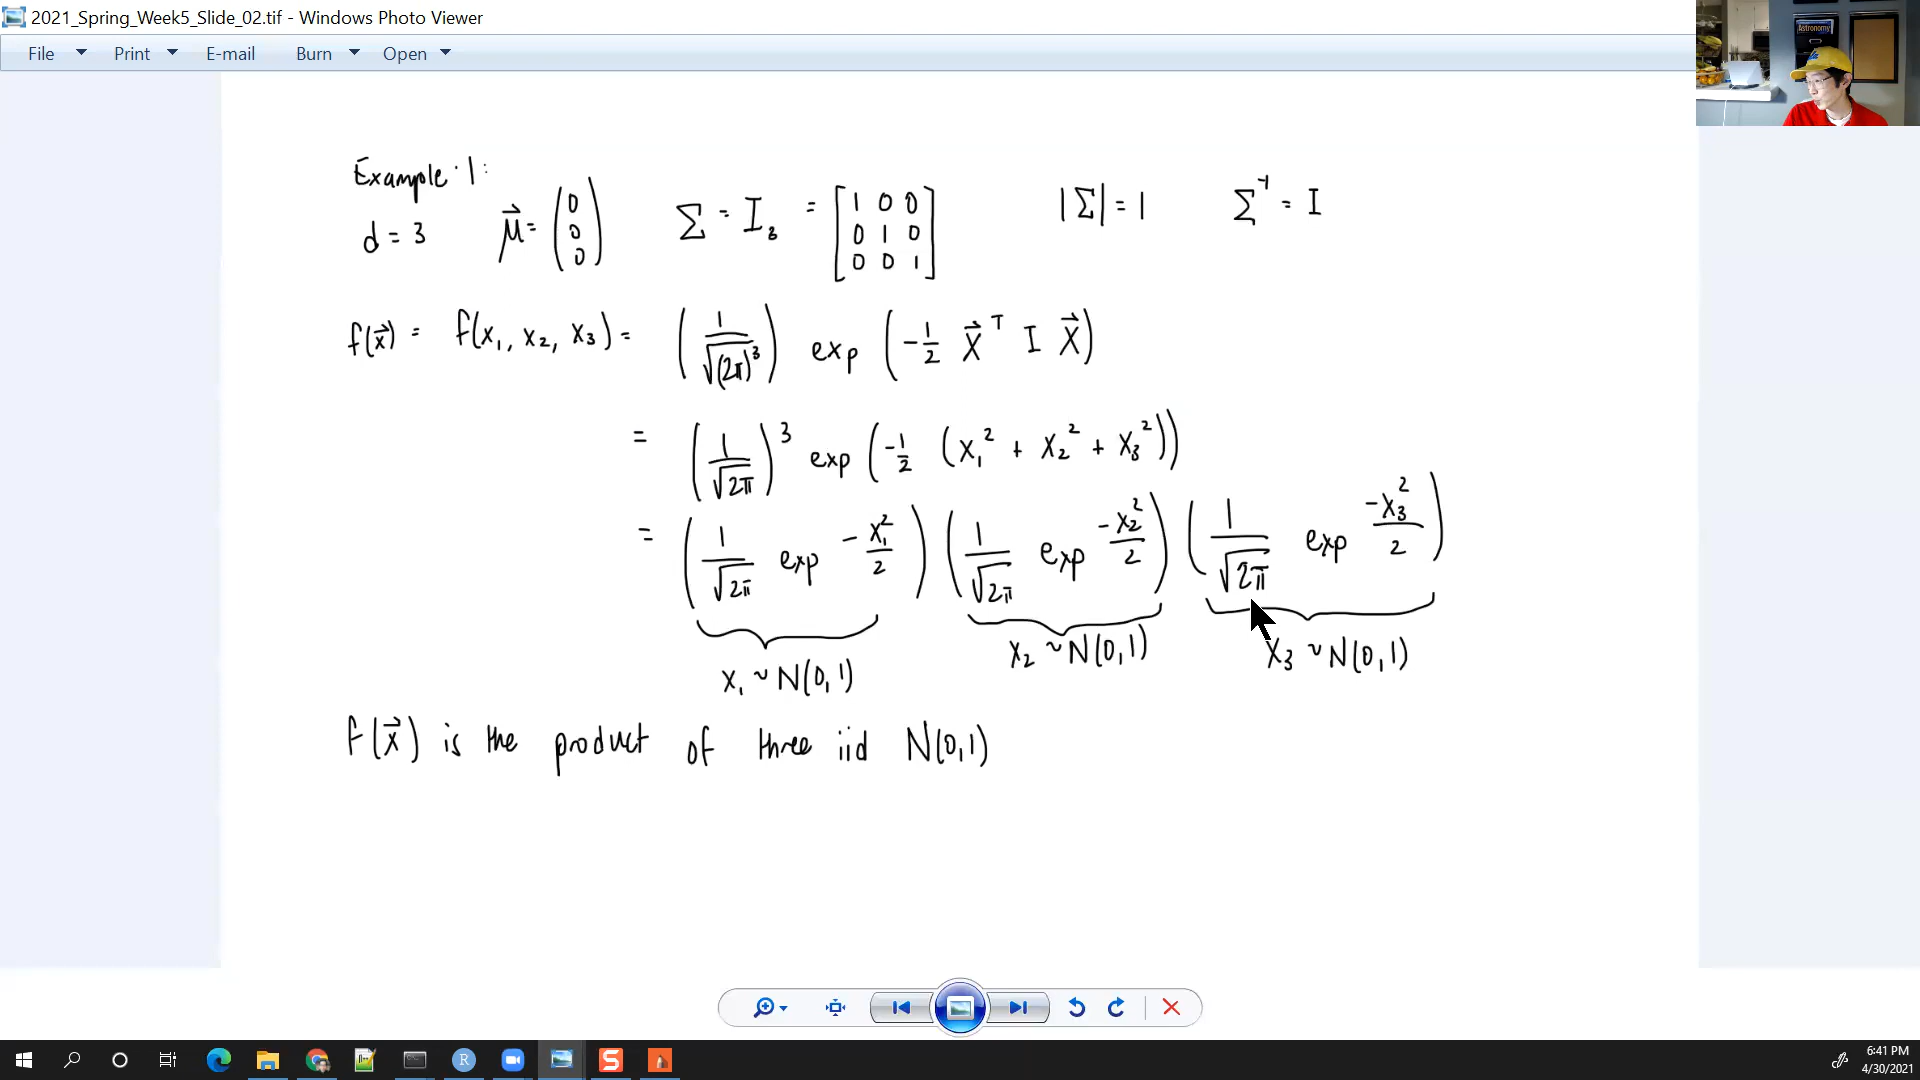 2021_Spring_Week5_Slide_02.tif - Windows Photo Viewer
File Print E-mail Burn Open
Astronomy
Example 1:
d = 3 μ⃗ = (0 0 0) Σ = I₃ = [1 0 0; 0 1 0; 0 0 1] |Σ| = 1 Σ⁻¹ = I
f(x⃗) = f(x₁, x₂, x₃) = (1/√(2π)³) exp(-1/2 X⃗ᵀ I X⃗)
= (1/√2π)³ exp(-1/2 (x₁² + x₂² + x₃²))
= (1/√2π exp -x₁²/2) (1/√2π exp -x₂²/2) (1/√2π exp -x₃²/2)
x₁ ~ N(0,1) x₂ ~ N(0,1) x₃ ~ N(0,1)
f(x⃗) is the product of three iid N(0,1)
6:41 PM
4/30/2021